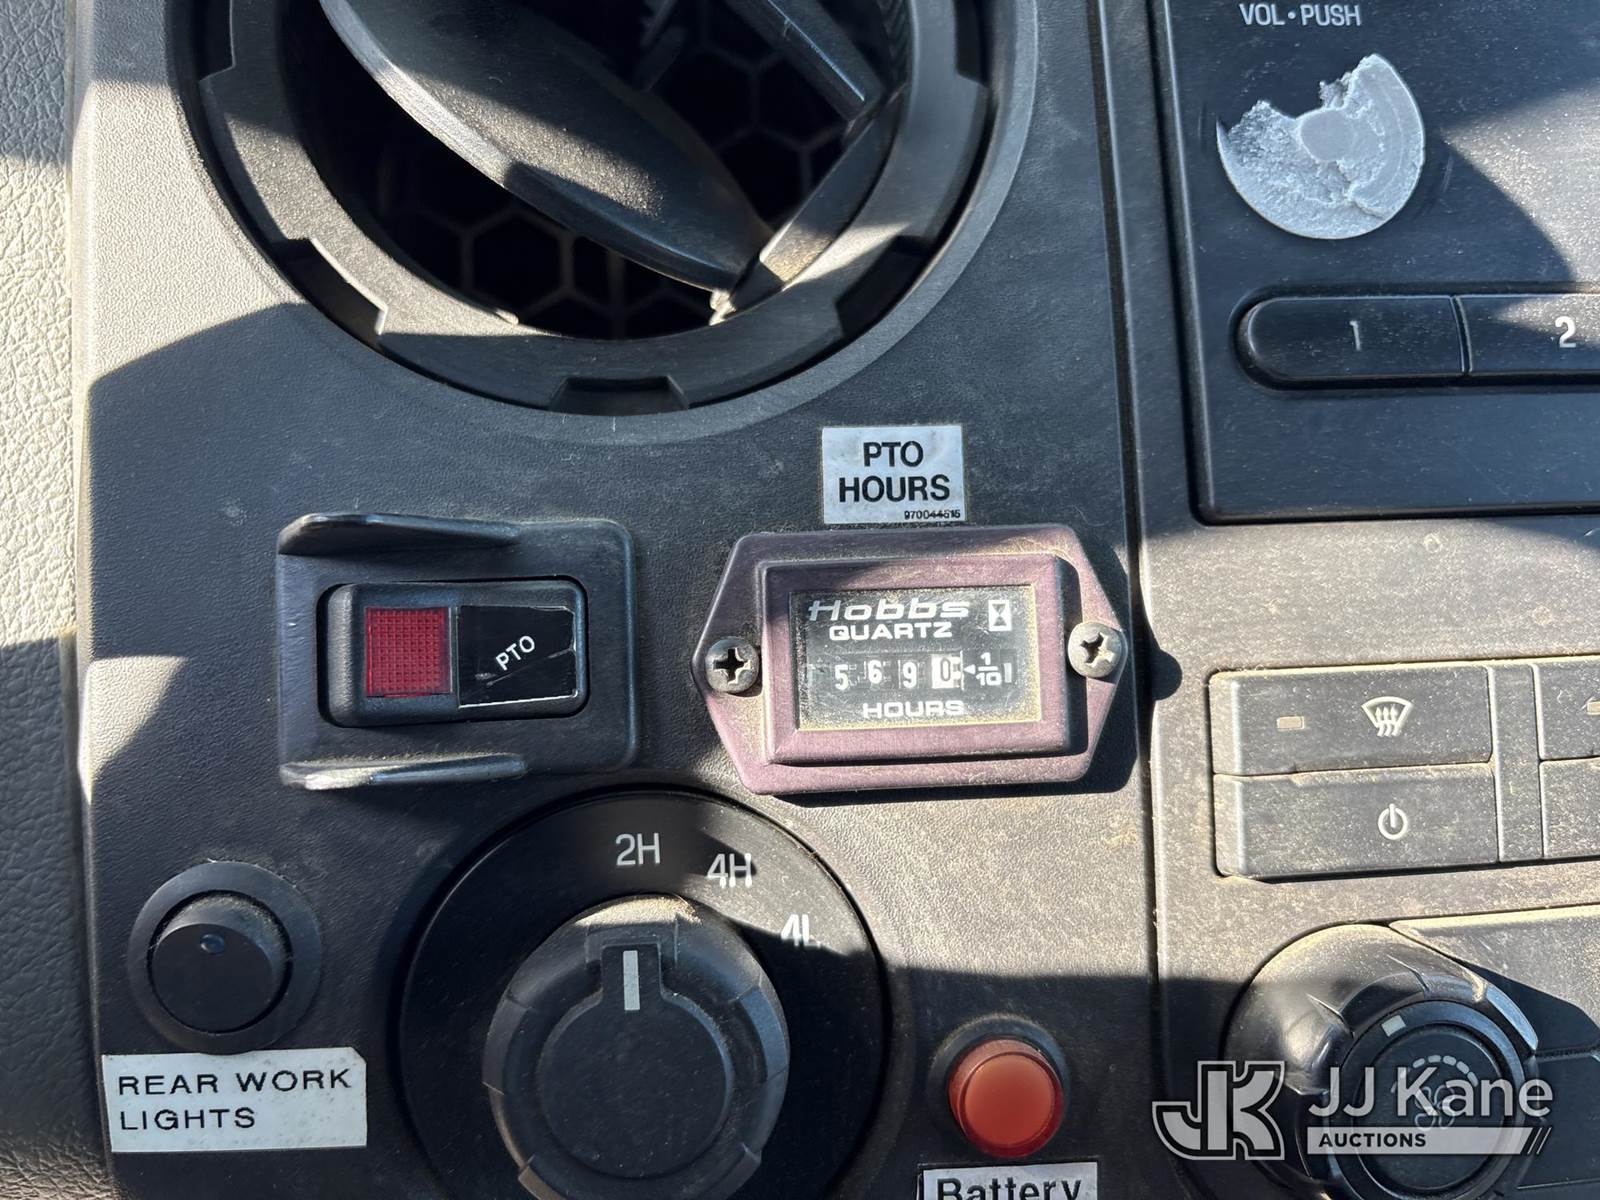 VOL•PUSH
1
2
PTO
HOURS
970044515
PTO
Hobbs
QUARTZ
5 6 9 0 1/10
HOURS
2H
4H
4L
REAR WORK
LIGHTS
Battery
JK JJ Kane
AUCTIONS